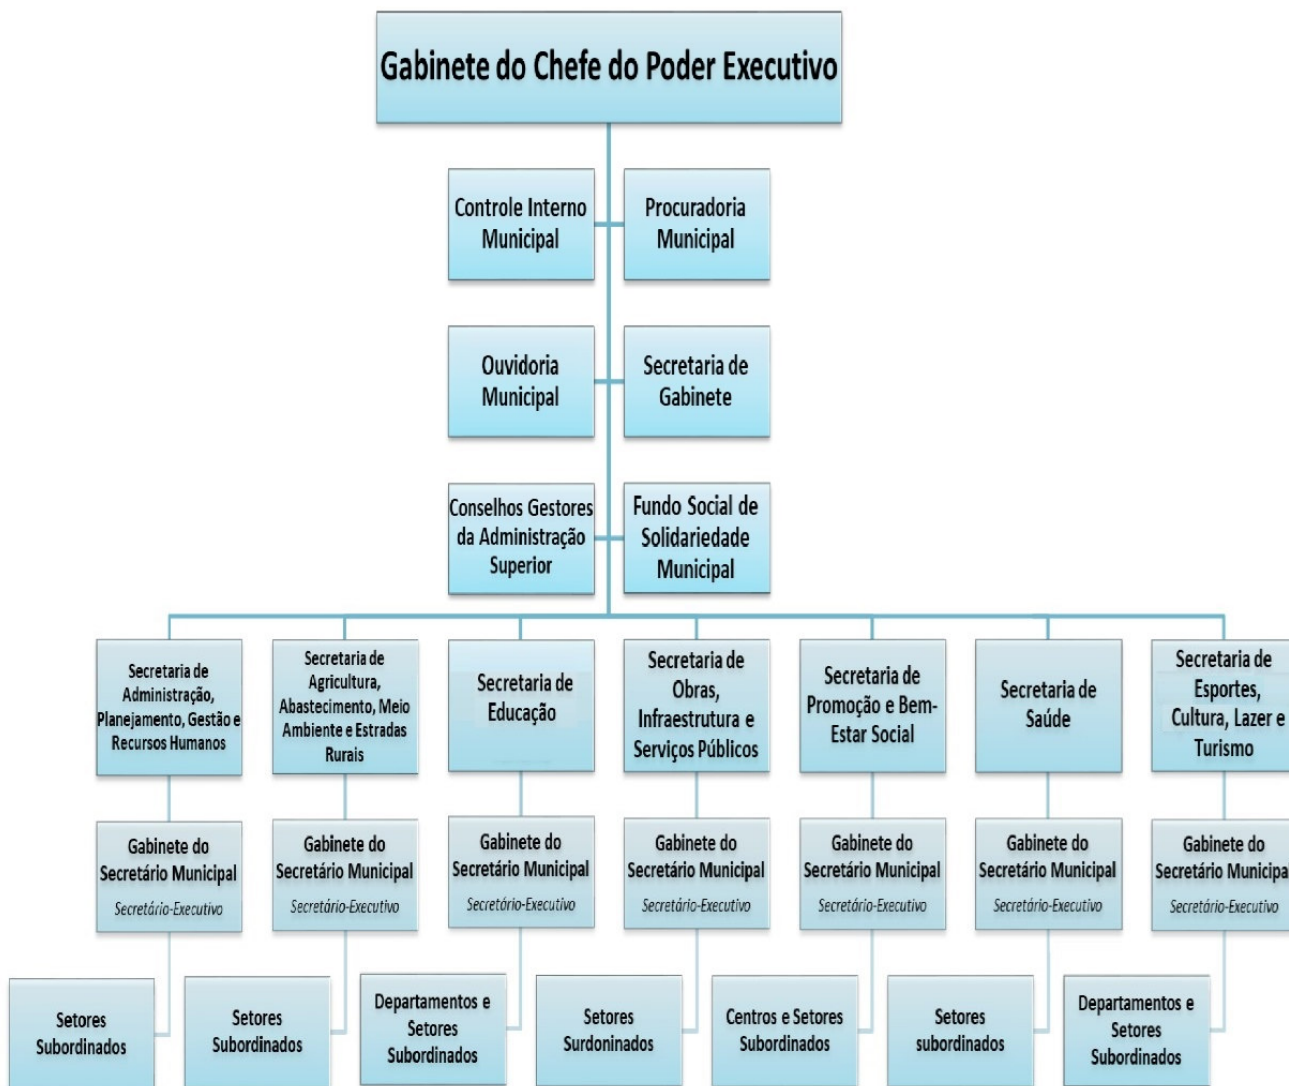 Gabinete do Chefe do Poder Executivo
Controle Interno
Municipal
Procuradoria
Municipal
Ouvidoria
Municipal
Secretaria de
Gabinete
Conselhos Gestores
da Administração
Superior
Fundo Social de
Solidariedade
Municipal
Secretaria de
Administração,
Planejamento, Gestão e
Recursos Humanos
Secretaria de
Agricultura,
Abastecimento, Meio
Ambiente e Estradas
Rurais
Secretaria de
Educação
Secretaria de
Obras,
Infraestrutura e
Serviços Públicos
Secretaria de
Promoção e Bem-
Estar Social
Secretaria de
Saúde
Secretaria de
Esportes,
Cultura, Lazer e
Turismo
Gabinete do
Secretário Municipal
Secretário-Executivo
Gabinete do
Secretário Municipal
Secretário-Executivo
Gabinete do
Secretário Municipal
Secretário-Executivo
Gabinete do
Secretário Municipal
Secretário-Executivo
Gabinete do
Secretário Municipal
Secretário-Executivo
Gabinete do
Secretário Municipal
Secretário-Executivo
Gabinete do
Secretário Municipal
Secretário-Executivo
Setores
Subordinados
Setores
Subordinados
Departamentos e
Setores
Subordinados
Setores
Surdoninados
Centros e Setores
Subordinados
Setores
subordinados
Departamentos e
Setores
Subordinados